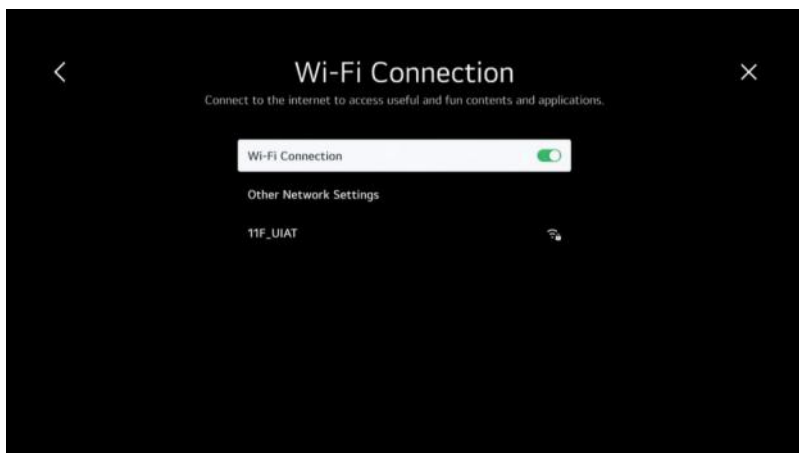 Wi-Fi Connection
Connect to the internet to access useful and fun contents and applications.
Wi-Fi Connection
Other Network Settings
11F_UIAT